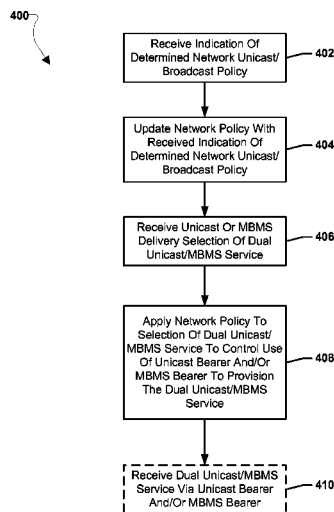 400
Receive Indication Of
Determined Network Unicast/
Broadcast Policy
402
Update Network Policy With
Received Indication Of
Determined Network Unicast/
Broadcast Policy
404
Receive Unicast Or MBMS
Delivery Selection Of Dual
Unicast/MBMS Service
406
Apply Network Policy To
Selection Of Dual Unicast/
MBMS Service To Control Use
Of Unicast Bearer And/Or
MBMS Bearer To Provision
The Dual Unicast/MBMS
Service
408
Receive Dual Unicast/MBMS
Service Via Unicast Bearer
And/Or MBMS Bearer
410